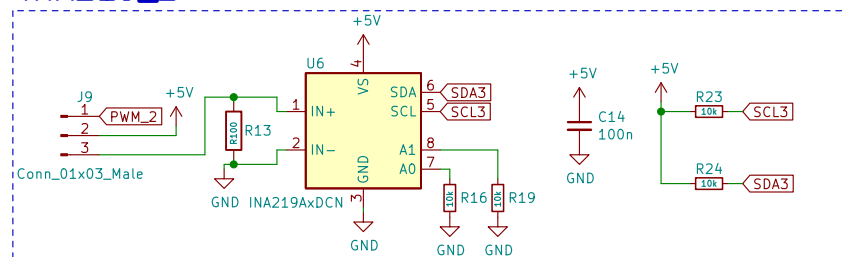 +5V
U6
4
VS
J9
1
PWM_2
+5V
2
3
Conn_01x03_Male
R100
R13
GND
1
IN+
2
IN-
SDA
6
SDA3
SCL
5
SCL3
A1
8
A0
7
GND
3
INA219AxDCN
GND
10k
R16
GND
10k
R19
GND
+5V
C14
100n
GND
+5V
R23
10k
SCL3
R24
10k
SDA3